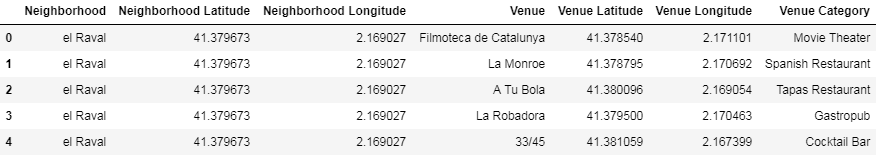 Neighborhood Neighborhood Latitude Neighborhood Longitude Venue Venue Latitude Venue Longitude Venue Category
0 el Raval 41.379673 2.169027 Filmoteca de Catalunya 41.378540 2.171101 Movie Theater
1 el Raval 41.379673 2.169027 La Monroe 41.378795 2.170692 Spanish Restaurant
2 el Raval 41.379673 2.169027 A Tu Bola 41.380096 2.169054 Tapas Restaurant
3 el Raval 41.379673 2.169027 La Robadora 41.379500 2.170463 Gastropub
4 el Raval 41.379673 2.169027 33/45 41.381059 2.167399 Cocktail Bar